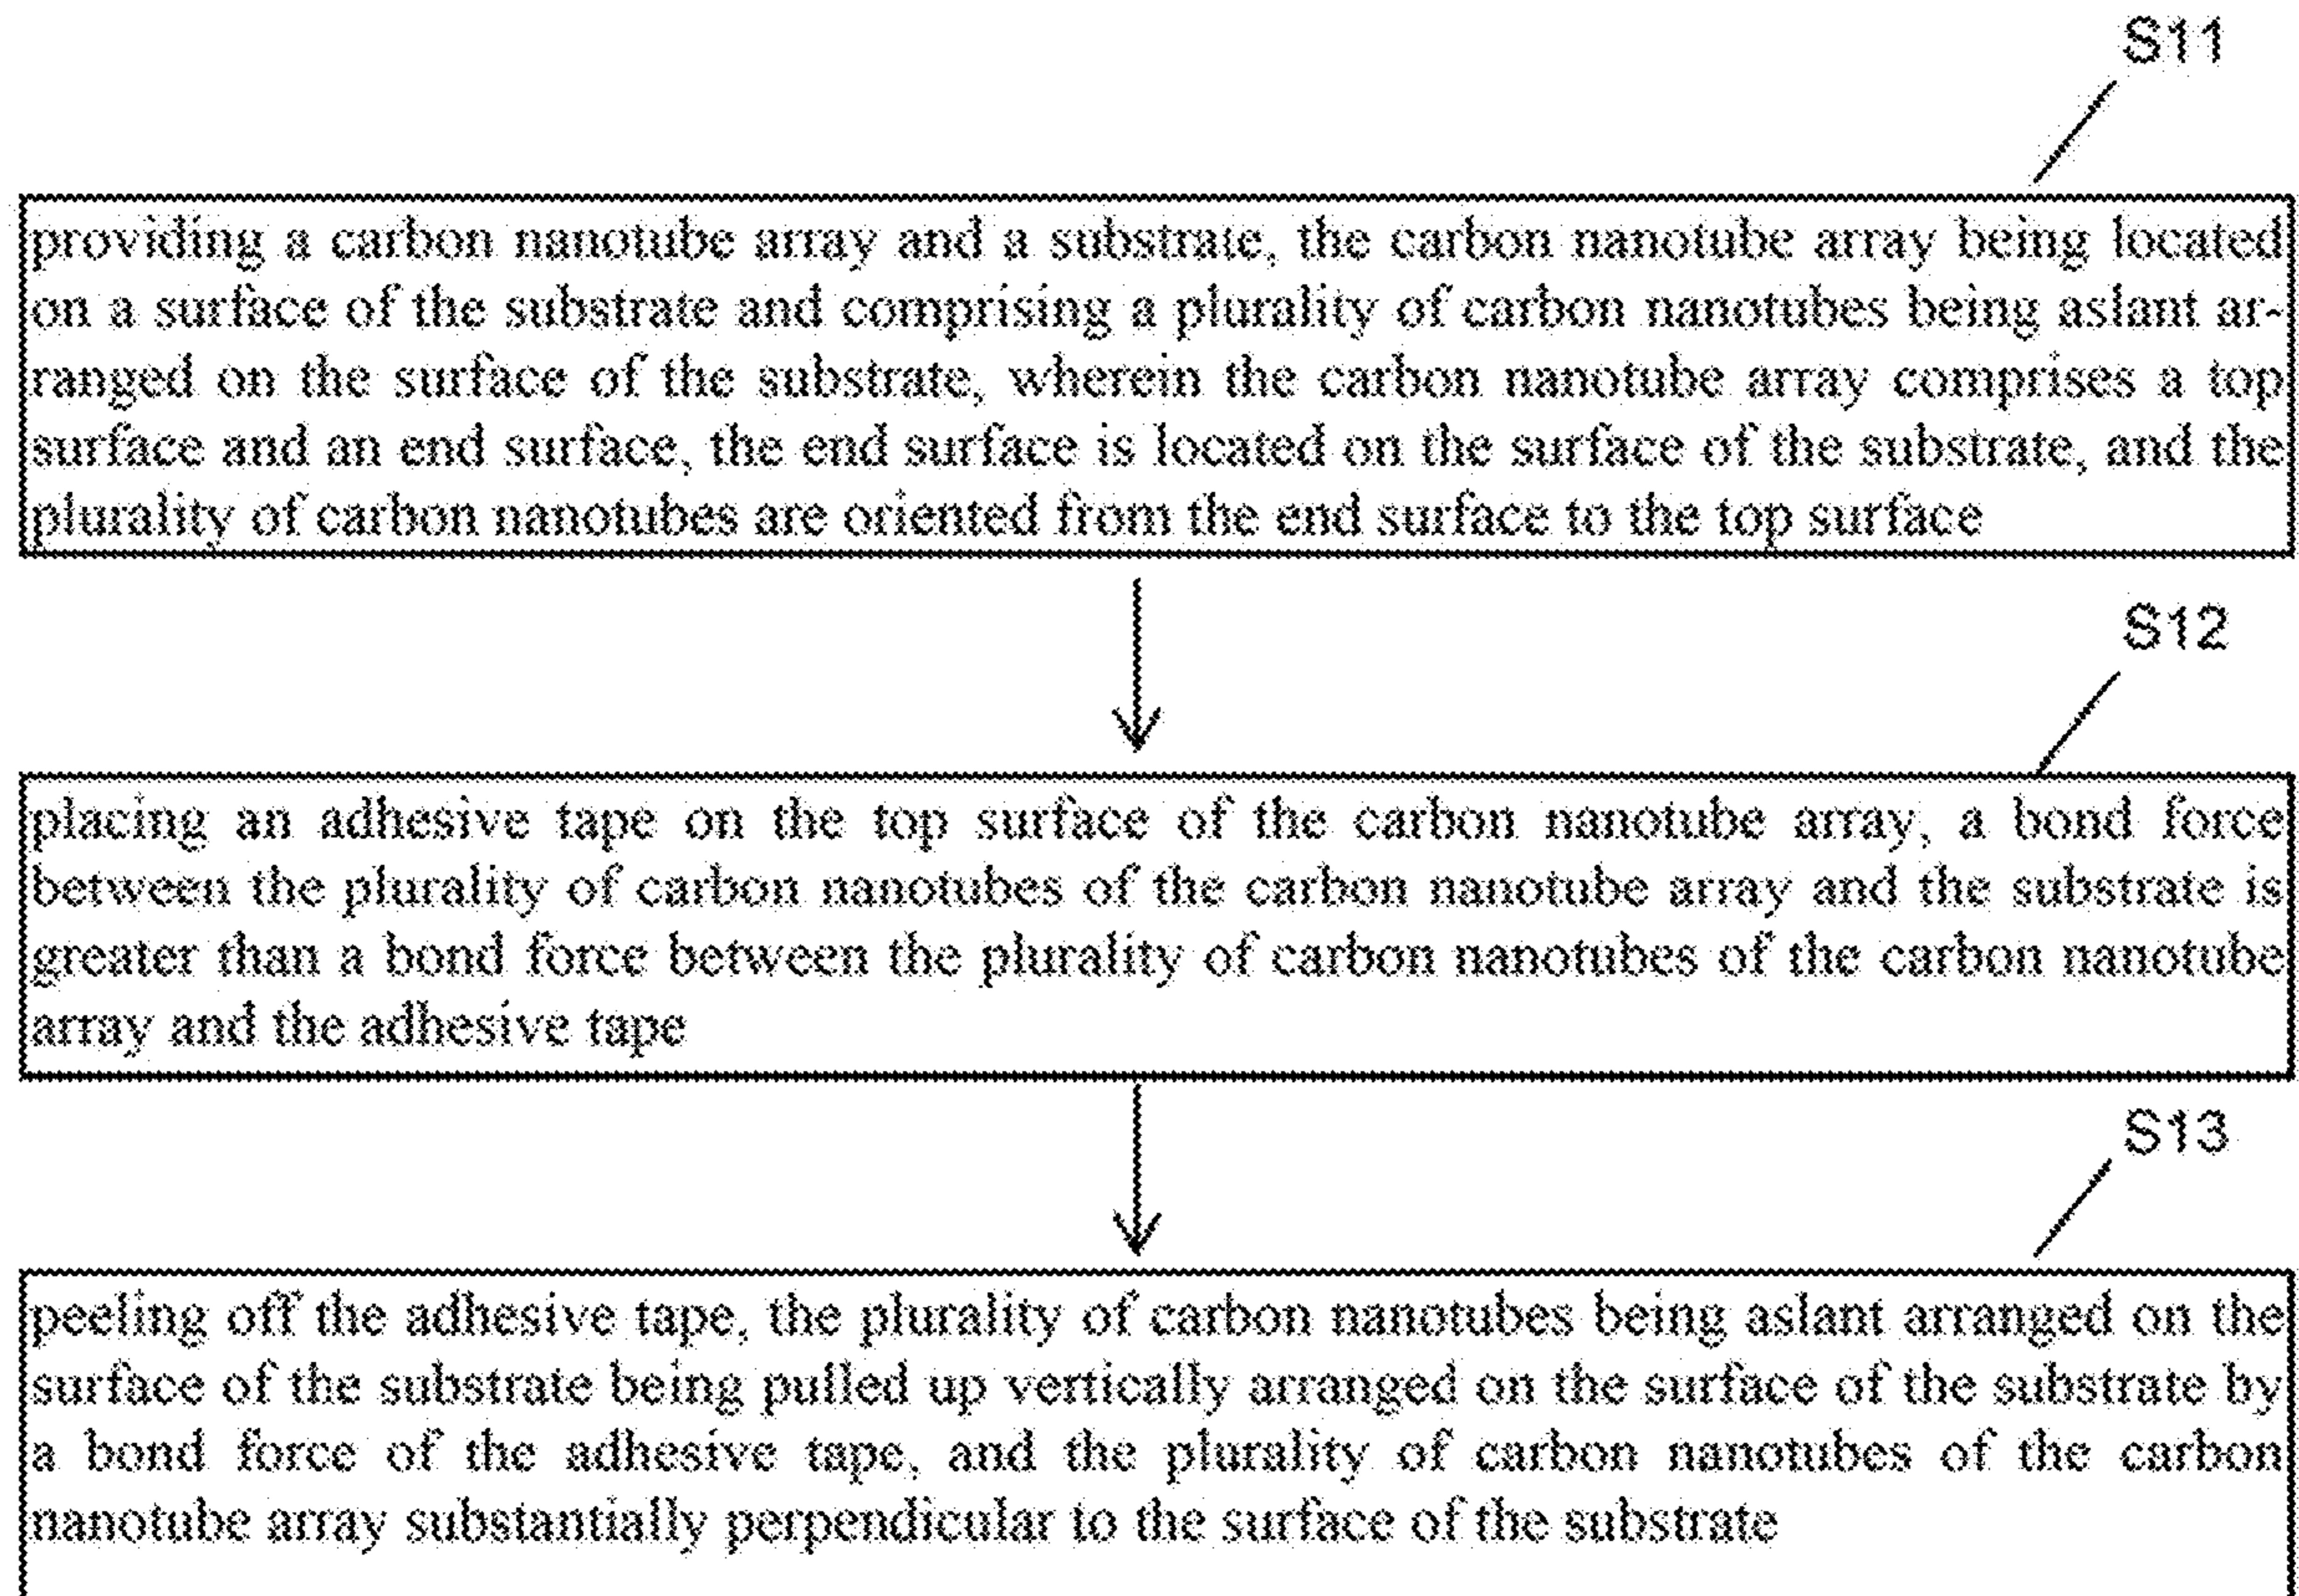 S11
providing a carbon nanotube array and a substrate, the carbon nanotube array being located
on a surface of the substrate and comprising a plurality of carbon nanotubes being aslant ar-
ranged on the surface of the substrate, wherein the carbon nanotube array comprises a top
surface and an end surface, the end surface is located on the surface of the substrate, and the
plurality of carbon nanotubes are oriented from the end surface to the top surface
S12
placing an adhesive tape on the top surface of the carbon nanotube array, a bond force
between the plurality of carbon nanotubes of the carbon nanotube array and the substrate is
greater than a bond force between the plurality of carbon nanotubes of the carbon nanotube
array and the adhesive tape
S13
peeling off the adhesive tape, the plurality of carbon nanotubes being aslant arranged on the
surface of the substrate being pulled up vertically arranged on the surface of the substrate by
a bond force of the adhesive tape, and the plurality of carbon nanotubes of the carbon
nanotube array substantially perpendicular to the surface of the substrate